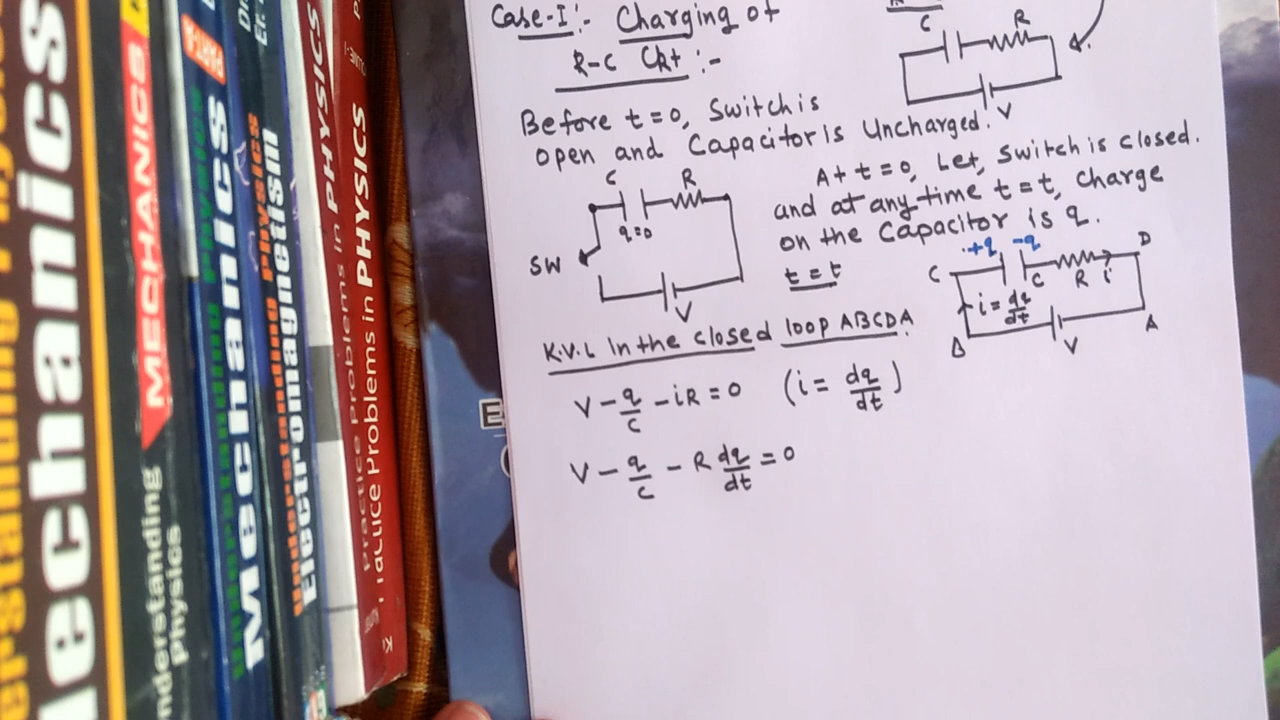 echanics
MECHANICS
Understanding
Physics
PART-1
Understanding Physics
Mechanics
Understanding Physics
Electromagnetism
Practice Problems in PHYSICS
Practice Problems in PHYSICS
Case-I:- Charging of
R-C Ckt :-
C
R
V
Before t=0, Switch is
open and Capacitor is Uncharged.
At t=0, Let, Switch is closed.
and at any time t=t, Charge
on the Capacitor is q.
t=t
C
R
q=0
SW
V
+q -q
D
C
C
R
i
i = dq/dt
B
V
A
K.V.L in the closed loop ABCDA.
V - q/c - iR = 0 (i = dq/dt)
V - q/c - R dq/dt = 0